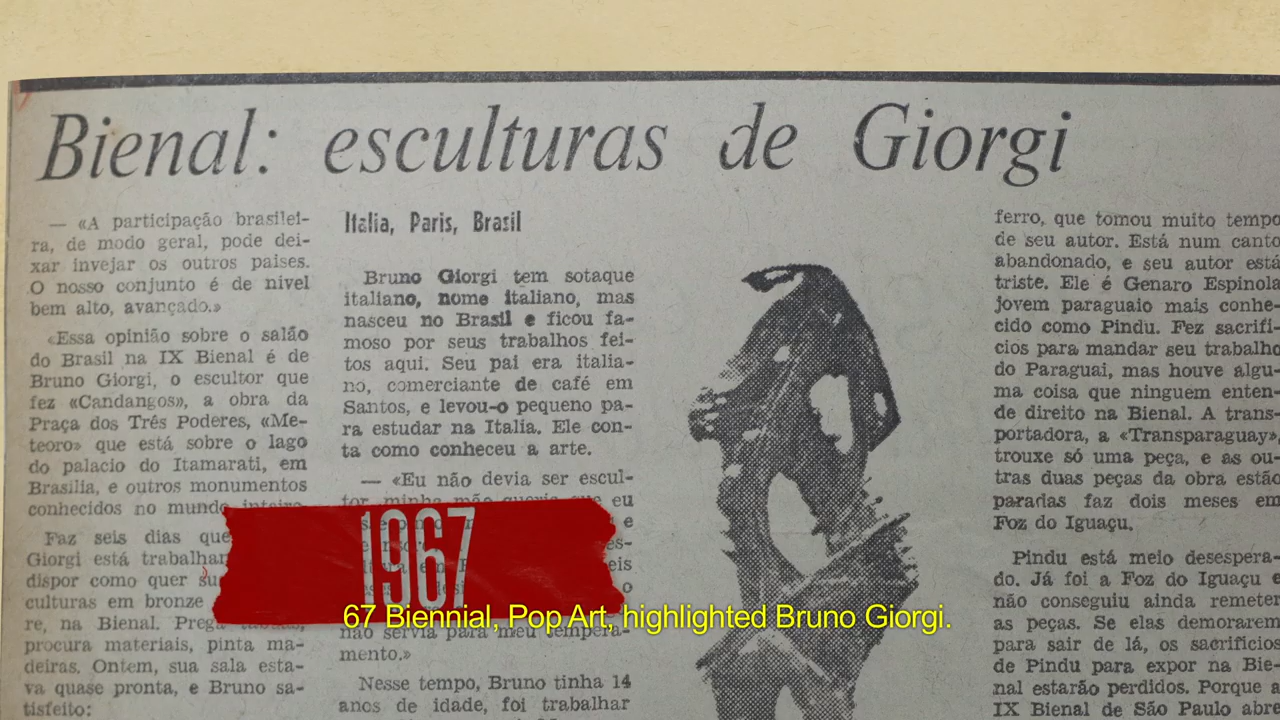 Bienal: esculturas de Giorgi
— «A participação brasilei-
ra, de modo geral, pode dei-
xar invejar os outros paises.
O nosso conjunto é de nivel
bem alto, avançado.»
«Essa opinião sobre o salão
do Brasil na IX Bienal é de
Bruno Giorgi, o escultor que
fez «Candangos», a obra da
Praça dos Três Poderes, «Me-
teoro» que está sobre o lago
do palacio do Itamarati, em
Brasilia, e outros monumentos
conhecidos no mundo inteiro.
Faz seis dias que
Giorgi está trabalhan
dispor como quer su
culturas em bronze
re, na Bienal. Prega tabuas,
procura materiais, pinta ma-
deiras. Ontem, sua sala esta-
va quase pronta, e Bruno sa-
tisfeito:
Italia, Paris, Brasil
Bruno Giorgi tem sotaque
italiano, nome italiano, mas
nasceu no Brasil e ficou fa-
moso por seus trabalhos fei-
tos aqui. Seu pai era italia-
no, comerciante de café em
Santos, e levou-o pequeno pa-
ra estudar na Italia. Ele con-
ta como conheceu a arte.
— «Eu não devia ser escul-
tor, minha mãe queria que eu
não servia para meu tempera-
mento.»
Nesse tempo, Bruno tinha 14
anos de idade, foi trabalhar
ferro, que tomou muito tempo
de seu autor. Está num canto
abandonado, e seu autor está
triste. Ele é Genaro Espinola
jovem paraguaio mais conhe-
cido como Pindu. Fez sacrifi-
cios para mandar seu trabalho
do Paraguai, mas houve algu-
ma coisa que ninguem enten-
de direito na Bienal. A trans-
portadora, a «Transparaguay»,
trouxe só uma peça, e as ou-
tras duas peças da obra estão
paradas faz dois meses em
Foz do Iguaçu.
Pindu está meio desespera-
do. Já foi a Foz do Iguaçu e
não conseguiu ainda remeter
as peças. Se elas demorarem
para sair de lá, os sacrificios
de Pindu para expor na Bie-
nal estarão perdidos. Porque a
IX Bienal de São Paulo abre
1967
67 Biennial, Pop Art, highlighted Bruno Giorgi.